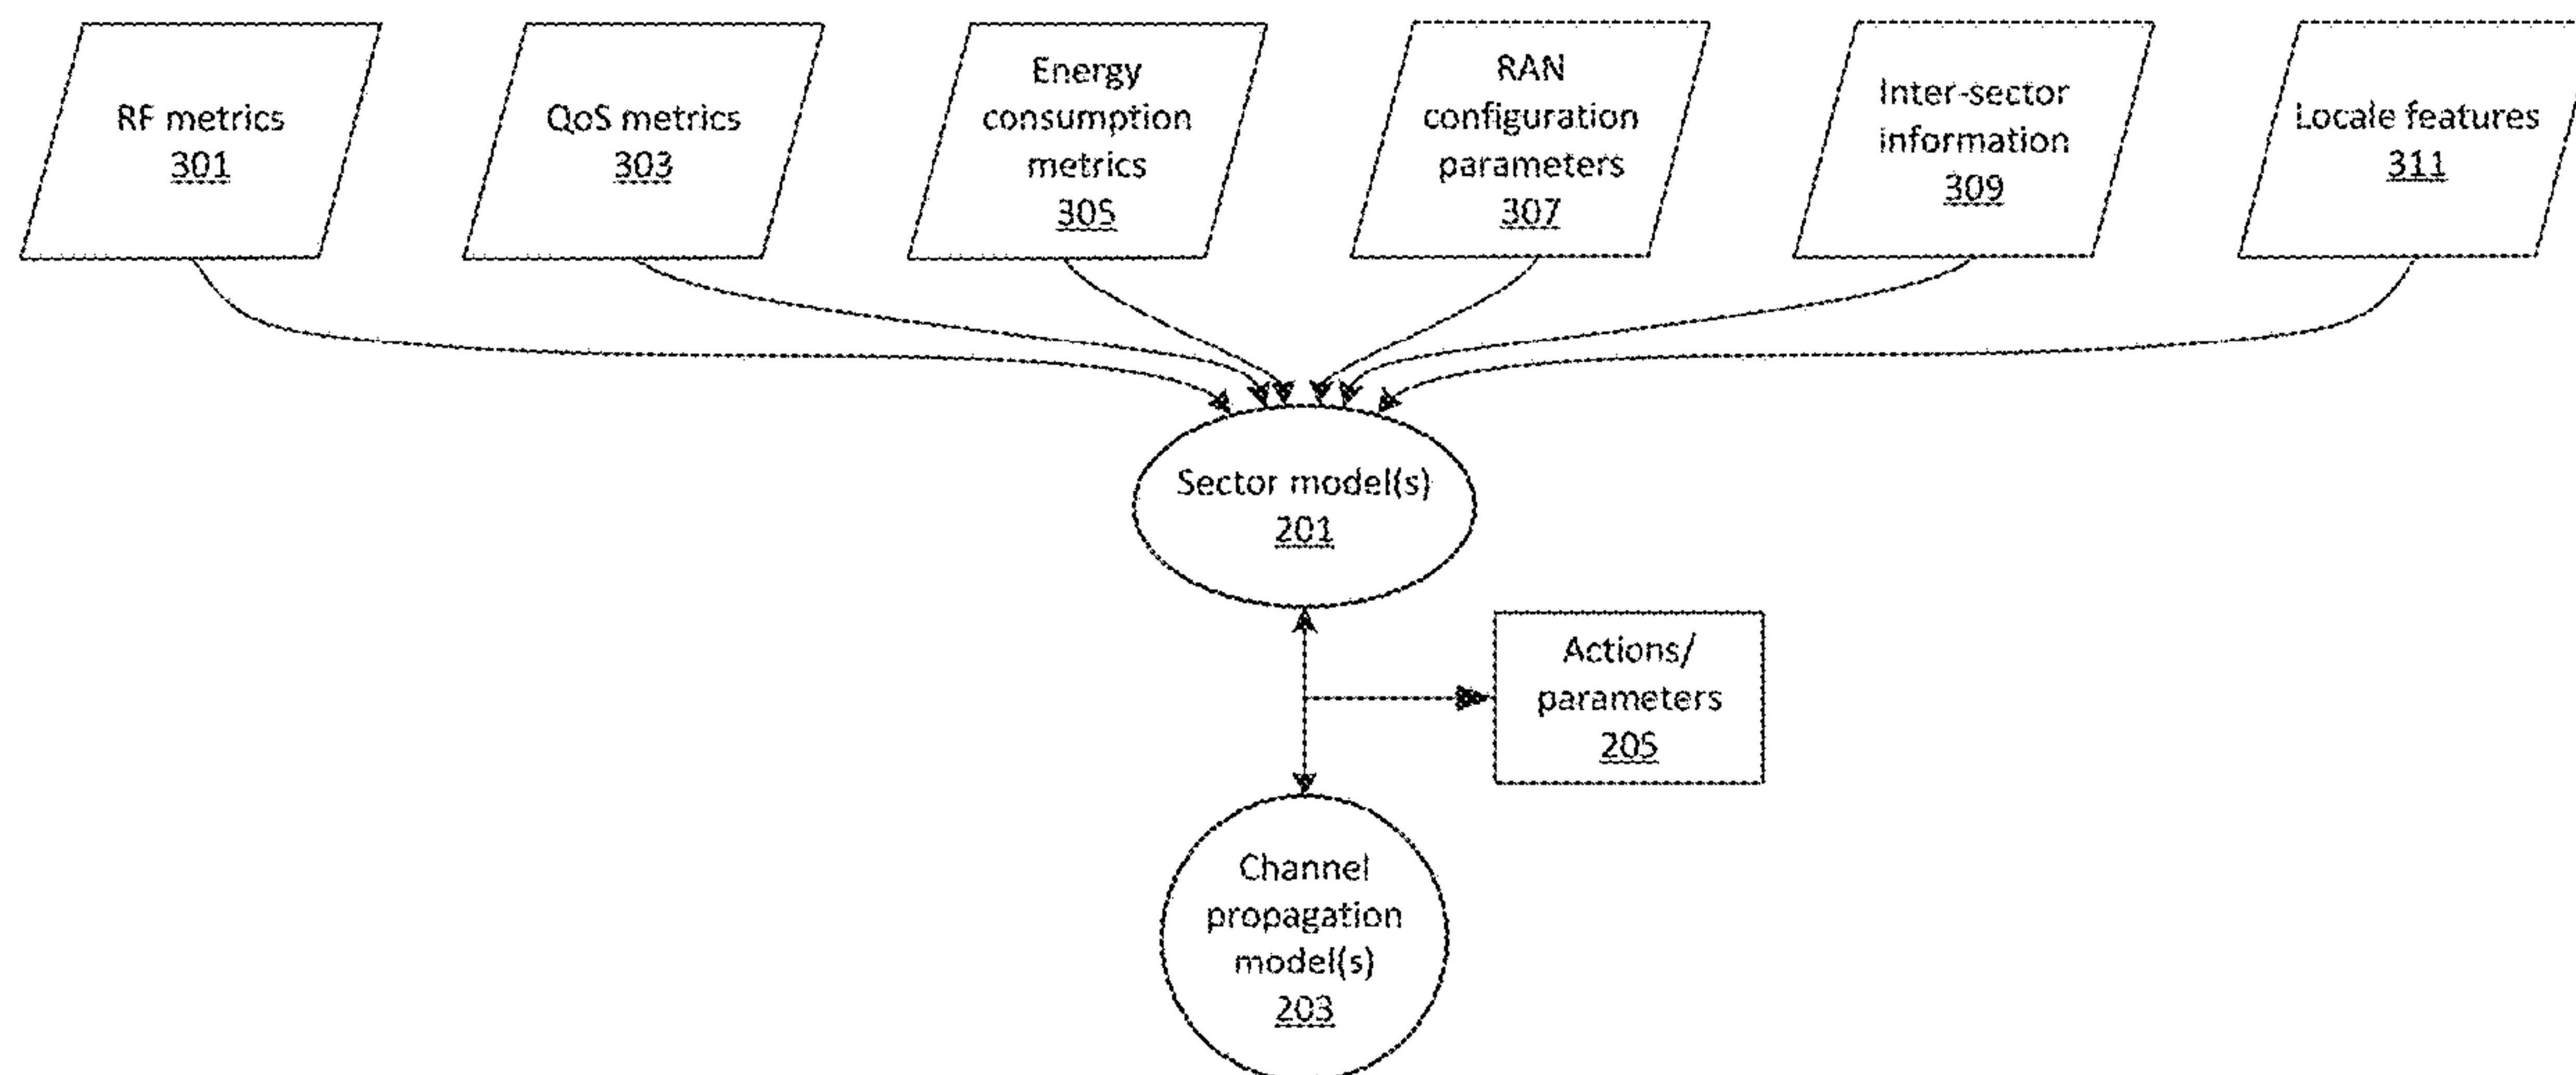 RF metrics
301
QoS metrics
303
Energy
consumption
metrics
305
RAN
configuration
parameters
307
Inter-sector
information
309
Locale features
311
Sector model(s)
201
Actions/
parameters
205
Channel
propagation
model(s)
203